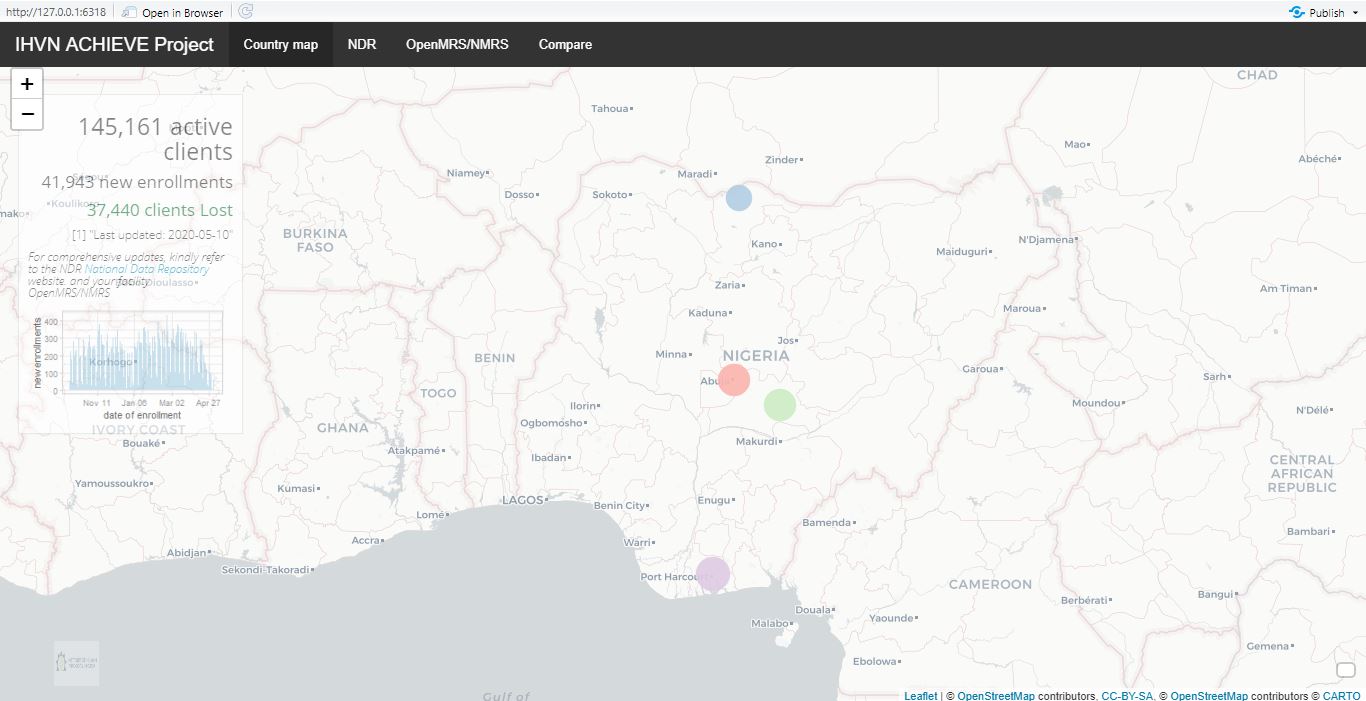 http://127.0.0.1:6318
Open in Browser
Publish
IHVN ACHIEVE Project
Country map
NDR
OpenMRS/NMRS
Compare
+
−
145,161 active
clients
41,943 new enrollments
37,440 clients Lost
[1] "Last updated: 2020-05-10"
For comprehensive updates, kindly refer
to the NDR National Data Repository
website. and your facility
OpenMRS/NMRS
new enrollments
400
300
200
100
0
Nov 11 Jan 06 Mar 02 Apr 27
date of enrollment
CHAD
Tahoua
Mao
Abéché
Zinder
Maradi
Niamey
Dosso
Sokoto
BURKINA
FASO
Kano
N'Djamena
Maiduguri
Zaria
Am Timan
Kaduna
Maroua
Jos
Minna
NIGERIA
BENIN
Korhogo
Garoua
Sarh
TOGO
Moundou
N'Délé
Ilorin
Ogbomosho
IVORY COAST
GHANA
Makurdi
Bouaké
Atakpamé
Ibadan
CENTRAL
AFRICAN
REPUBLIC
Yamoussoukro
Kumasi
LAGOS
Benin City
Enugu
Lomé
Bamenda
Bambari
Accra
Warri
Abidjan
Sekondi-Takoradi
Port Harcourt
CAMEROON
Berbérati
Bangui
Douala
Malabo
Yaounde
Gemena
Ebolowa
Gulf of
Leaflet | © OpenStreetMap contributors, CC-BY-SA, © OpenStreetMap contributors © CARTO